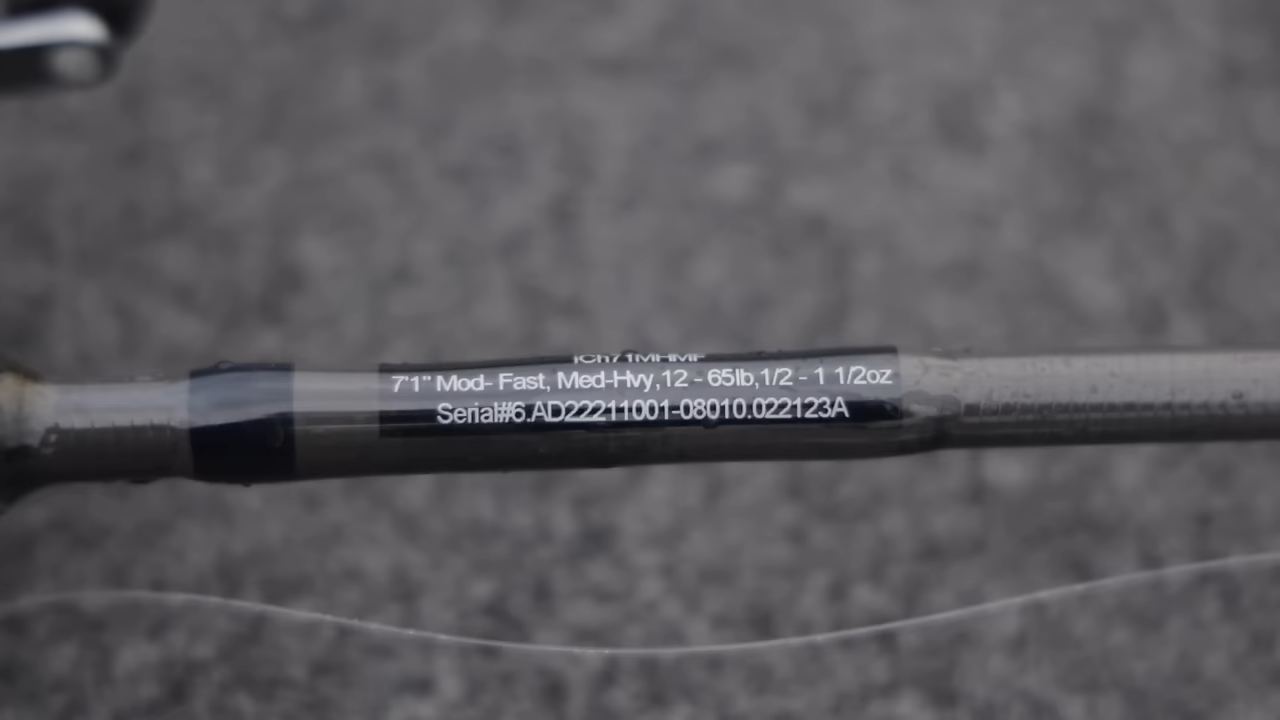 7'1" Mod- Fast, Med-Hvy,12 - 65lb,1/2 - 1 1/2oz
Serial#6.AD22211001-08010.022123A